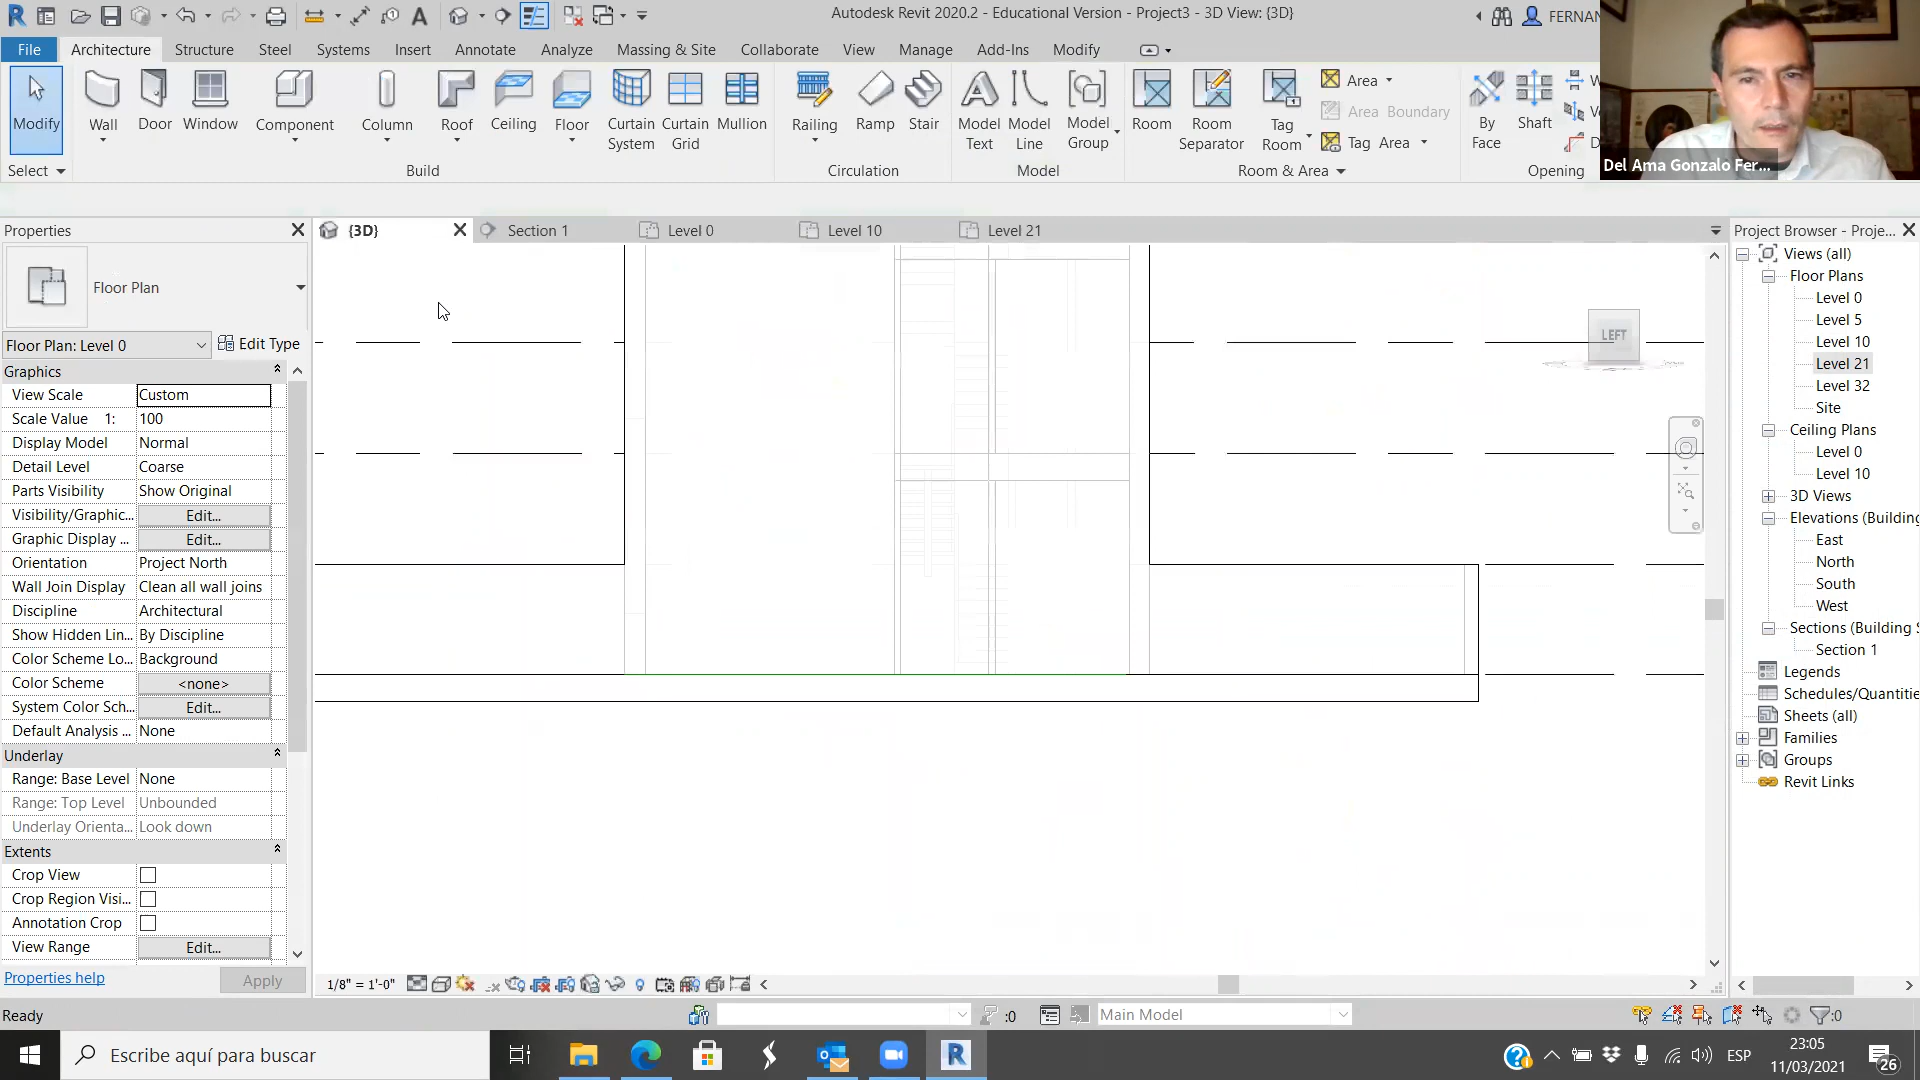 Autodesk Revit 2020.2 - Educational Version - Project3 - 3D View: {3D}
FERNAN
File Architecture Structure Steel Systems Insert Annotate Analyze Massing & Site Collaborate View Manage Add-Ins Modify
Modify Wall Door Window Component Column Roof Ceiling Floor Curtain System Curtain Grid Mullion Railing Ramp Stair Model Text Model Line Model Group Room Room Separator Tag Room By Face Shaft
Area
Area Boundary
Tag Area
Select Build Circulation Model Room & Area Opening
Del Ama Gonzalo Fer...
Properties
{3D} Section 1 Level 0 Level 10 Level 21
Project Browser - Proje...
Floor Plan
Floor Plan: Level 0 Edit Type
Graphics
View Scale Custom
Scale Value 1: 100
Display Model Normal
Detail Level Coarse
Parts Visibility Show Original
Visibility/Graphic... Edit...
Graphic Display ... Edit...
Orientation Project North
Wall Join Display Clean all wall joins
Discipline Architectural
Show Hidden Lin... By Discipline
Color Scheme Lo... Background
Color Scheme <none>
System Color Sch... Edit...
Default Analysis ... None
Underlay
Range: Base Level None
Range: Top Level Unbounded
Underlay Orienta... Look down
Extents
Crop View
Crop Region Visi...
Annotation Crop
View Range Edit...
Properties help Apply
LEFT
Views (all)
Floor Plans
Level 0
Level 5
Level 10
Level 21
Level 32
Site
Ceiling Plans
Level 0
Level 10
3D Views
Elevations (Building
East
North
South
West
Sections (Building S
Section 1
Legends
Schedules/Quantitie
Sheets (all)
Families
Groups
Revit Links
1/8" = 1'-0"
Ready
:0
Main Model
:0
Escribe aquí para buscar
ESP
23:05
11/03/2021
26